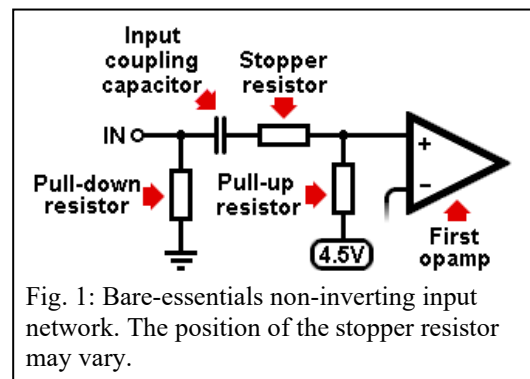 Input
coupling
capacitor
Stopper
resistor
IN
+
−
Pull-down
resistor
Pull-up
resistor
4.5V
First
opamp
Fig. 1: Bare-essentials non-inverting input
network. The position of the stopper resistor
may vary.